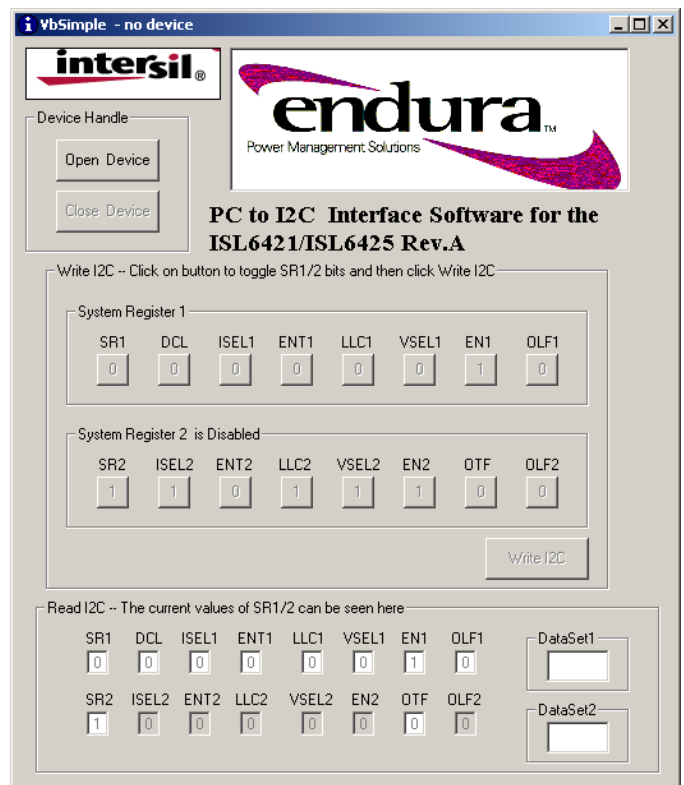 VbSimple - no device
intersil®
endura™
Power Management Solutions
Device Handle
Open Device
Close Device
PC to I2C Interface Software for the
ISL6421/ISL6425 Rev.A
Write I2C -- Click on button to toggle SR1/2 bits and then click Write I2C
System Register 1
SR1 DCL ISEL1 ENT1 LLC1 VSEL1 EN1 OLF1
0 0 0 0 0 0 1 0
System Register 2 is Disabled
SR2 ISEL2 ENT2 LLC2 VSEL2 EN2 OTF OLF2
1 1 0 1 1 1 0 0
Write I2C
Read I2C -- The current values of SR1/2 can be seen here
SR1 DCL ISEL1 ENT1 LLC1 VSEL1 EN1 OLF1
0 0 0 0 0 0 1 0
DataSet1
SR2 ISEL2 ENT2 LLC2 VSEL2 EN2 OTF OLF2
1 0 0 0 0 0 0 0
DataSet2